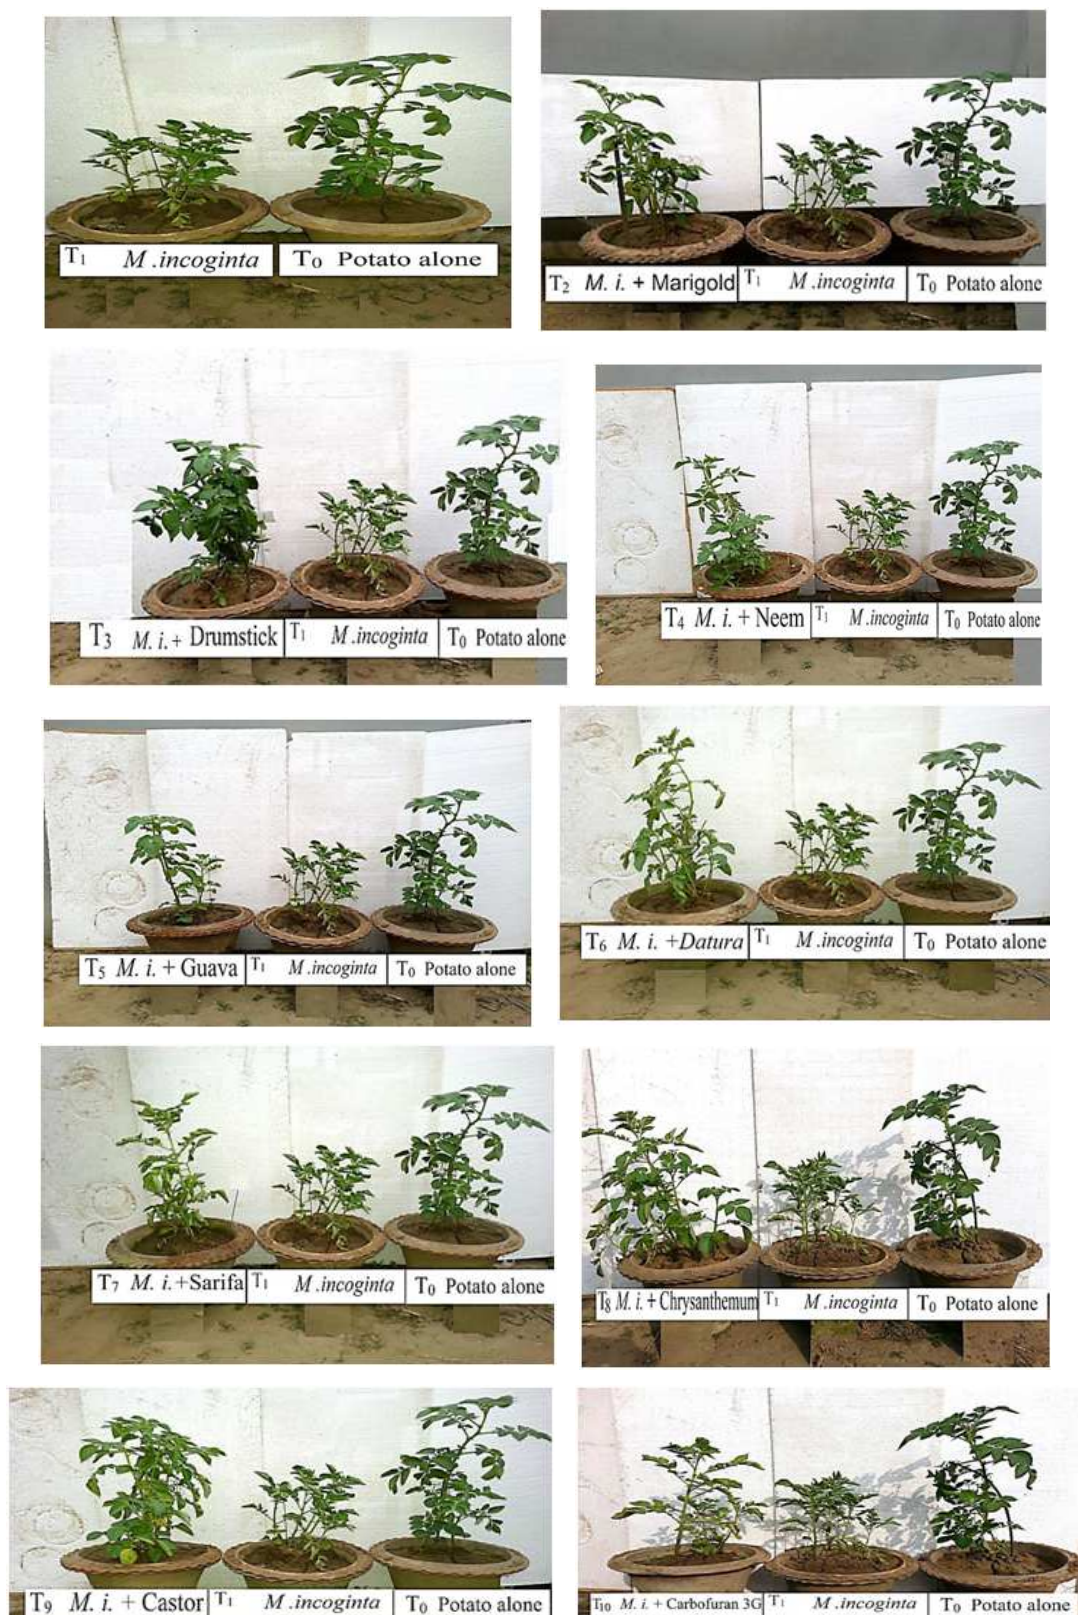 T1 M .incoginta T0 Potato alone
T2 M. i. + Marigold T1 M .incoginta T0 Potato alone
T3 M. i. + Drumstick T1 M .incoginta T0 Potato alone
T4 M. i. + Neem T1 M .incoginta T0 Potato alone
T5 M. i. + Guava T1 M .incoginta T0 Potato alone
T6 M. i. +Datura T1 M .incoginta T0 Potato alone
T7 M. i.+Sarifa T1 M .incoginta T0 Potato alone
T8 M. i. + Chrysanthemum T1 M .incoginta T0 Potato alone
T9 M. i. + Castor T1 M .incoginta T0 Potato alone
T10 M. i. + Carbofuran 3G T1 M .incoginta T0 Potato alone